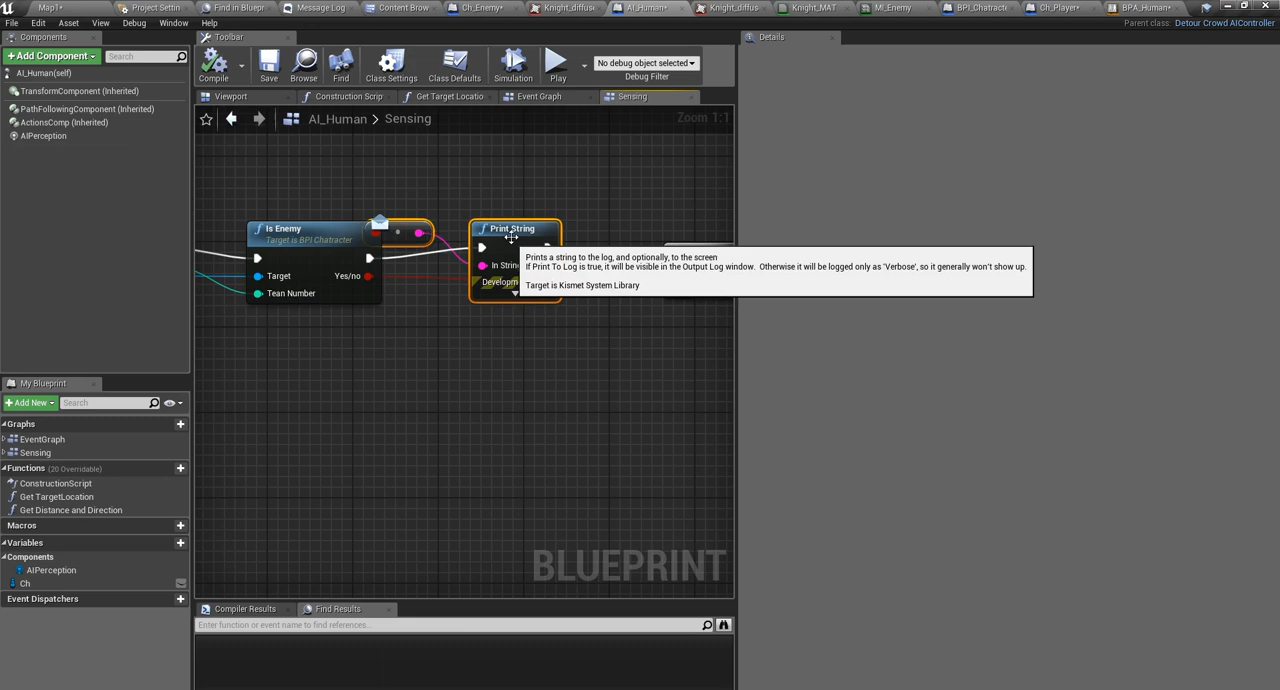 Map1*
Project Settin
Find in Bluepr
Message Log
Content Brow
Ch_Enemy*
Knight_diffus
AI_Human*
Knight_diffus
Knight_MAT
MI_Enemy
BPI_Chatracte
Ch_Player*
BPA_Human*
File Edit Asset View Debug Window Help
Parent class: Detour Crowd AIController
Components
Toolbar
Details
+ Add Component
Search
AI_Human(self)
TransformComponent (Inherited)
PathFollowingComponent (Inherited)
ActionsComp (Inherited)
AIPerception
Compile
Save
Browse
Find
Class Settings
Class Defaults
Simulation
Play
No debug object selected
Debug Filter
Viewport
Construction Scrip
Get Target Locatio
Event Graph
Sensing
AI_Human > Sensing
Zoom 1:1
Is Enemy
Target is BPI Chatracter
Target
Yes/no
Tean Number
Print String
In String
Developm
Prints a string to the log, and optionally, to the screen
If Print To Log is true, it will be visible in the Output Log window. Otherwise it will be logged only as 'Verbose', so it generally won't show up.
Target is Kismet System Library
BLUEPRINT
My Blueprint
+ Add New
Search
Graphs
EventGraph
Sensing
Functions (20 Overridable)
ConstructionScript
Get TargetLocation
Get Distance and Direction
Macros
Variables
Components
AIPerception
Ch
Event Dispatchers
Compiler Results
Find Results
Enter function or event name to find references...